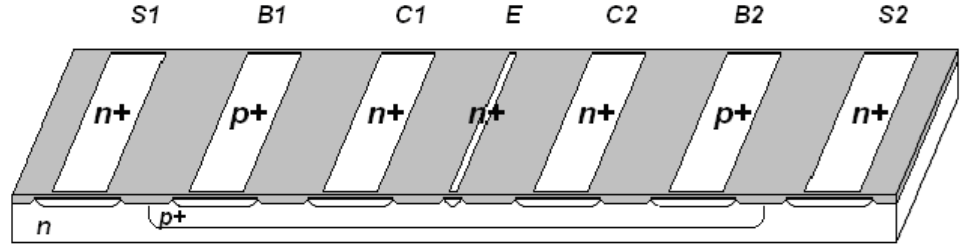 S1 B1 C1 E C2 B2 S2
n+ p+ n+ n+ n+ p+ n+
n p+